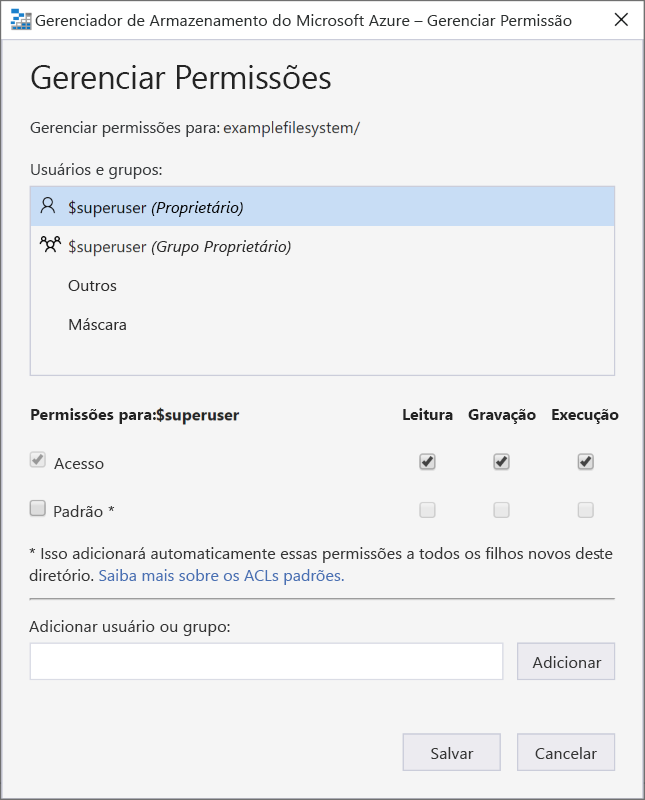 Gerenciador de Armazenamento do Microsoft Azure – Gerenciar Permissão
Gerenciar Permissões
Gerenciar permissões para: examplefilesystem/
Usuários e grupos:
$superuser (Proprietário)
$superuser (Grupo Proprietário)
Outros
Máscara
Permissões para:$superuser Leitura Gravação Execução
Acesso
Padrão *
* Isso adicionará automaticamente essas permissões a todos os filhos novos deste
diretório. Saiba mais sobre os ACLs padrões.
Adicionar usuário ou grupo:
Adicionar
Salvar Cancelar